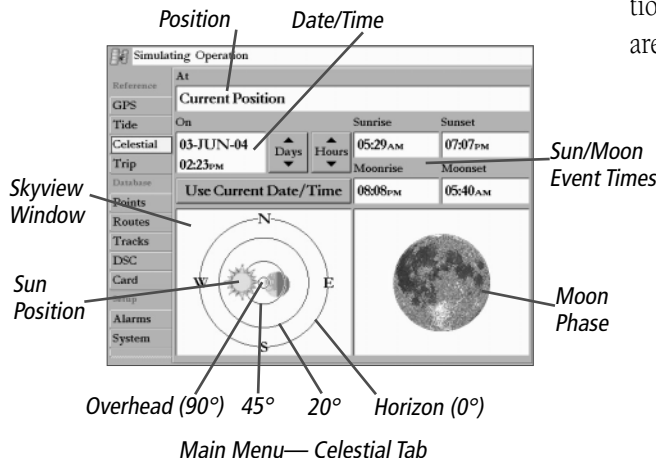 Position
Date/Time
tio
are
Simulating Operation
Reference
At
GPS
Current Position
Tide
On
Sunrise
Sunset
Celestial
03-JUN-04
Days
Hours
05:29AM
07:07PM
Sun/Moon
Event Times
Trip
02:23PM
Moonrise
Moonset
Database
Use Current Date/Time
08:08PM
05:40AM
Skyview
Window
Points
Routes
N
Tracks
DSC
W
E
Sun
Position
Card
Setup
Moon
Phase
Alarms
System
S
Overhead (90°)
45°
20°
Horizon (0°)
Main Menu— Celestial Tab